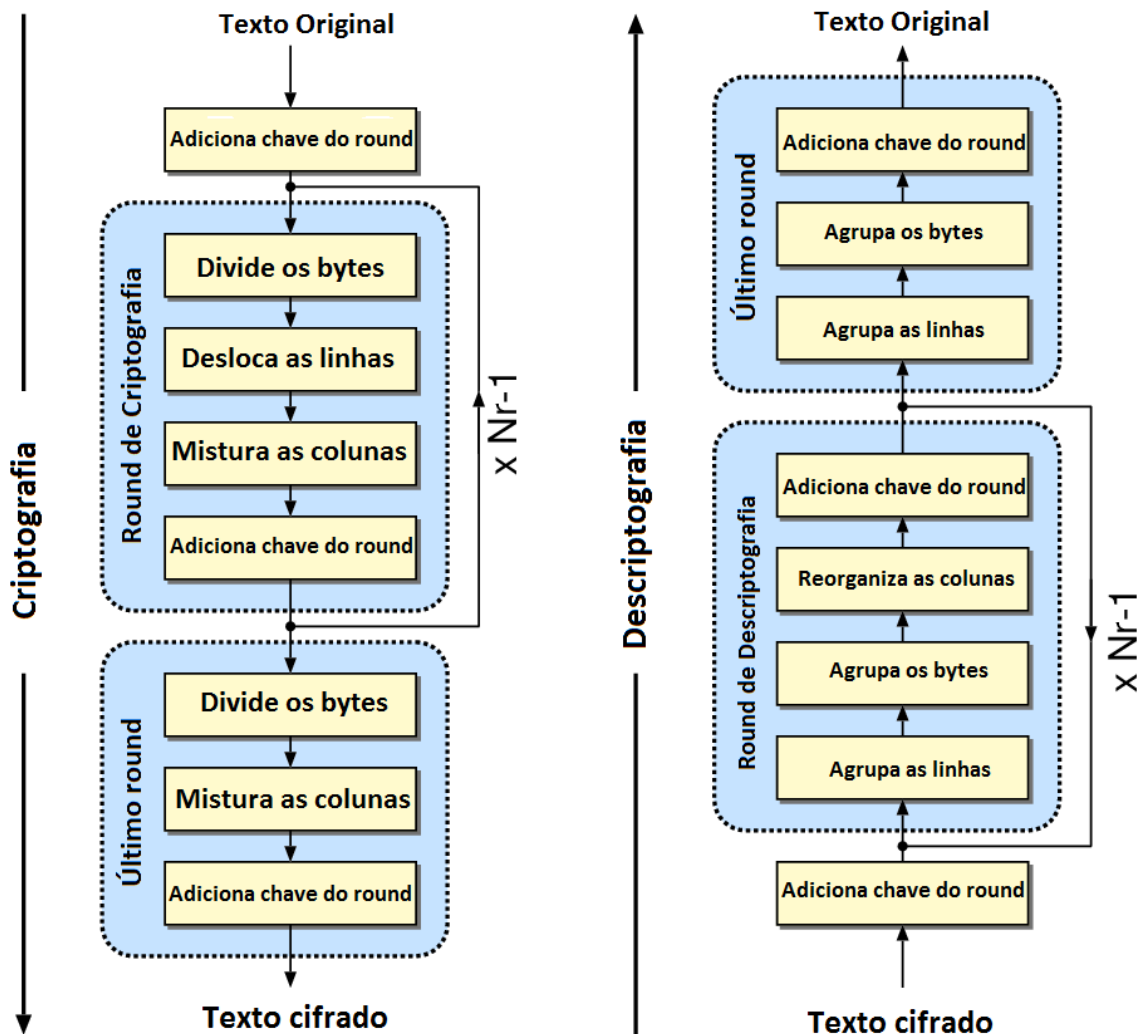 Texto Original
Adiciona chave do round
Divide os bytes
Desloca as linhas
Mistura as colunas
Adiciona chave do round
Round de Criptografia
x Nr-1
Divide os bytes
Mistura as colunas
Adiciona chave do round
Último round
Texto cifrado
Criptografia
Texto Original
Adiciona chave do round
Agrupa os bytes
Agrupa as linhas
Último round
Adiciona chave do round
Reorganiza as colunas
Agrupa os bytes
Agrupa as linhas
Round de Descriptografia
x Nr-1
Adiciona chave do round
Texto cifrado
Descriptografia